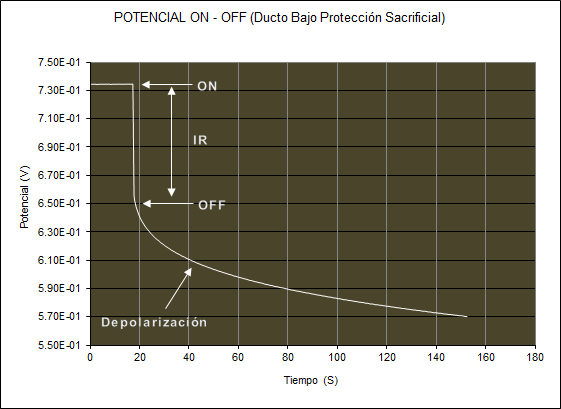 POTENCIAL ON - OFF (Ducto Bajo Protección Sacrificial)
7.50E-01
7.30E-01
7.10E-01
6.90E-01
6.70E-01
6.50E-01
6.30E-01
6.10E-01
5.90E-01
5.70E-01
5.50E-01
Potencial (V)
ON
IR
OFF
Depolarización
0 20 40 60 80 100 120 140 160 180
Tiempo (S)